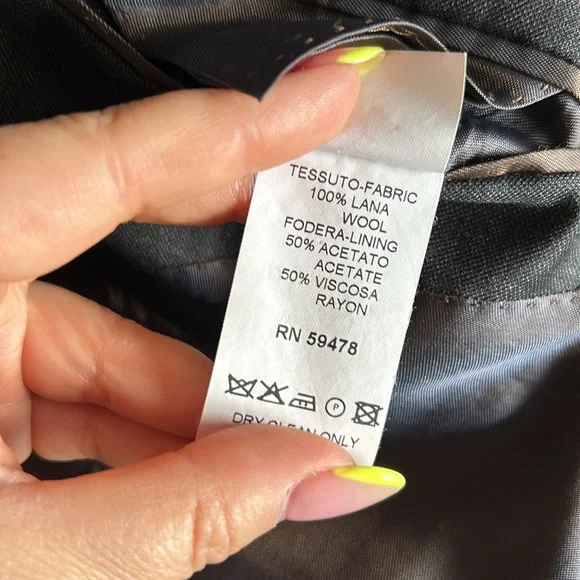 TESSUTO-FABRIC
100% LANA
WOOL
FODERA-LINING
50% ACETATO
ACETATE
50% VISCOSA
RAYON
RN 59478
P
DRY CLEAN ONLY